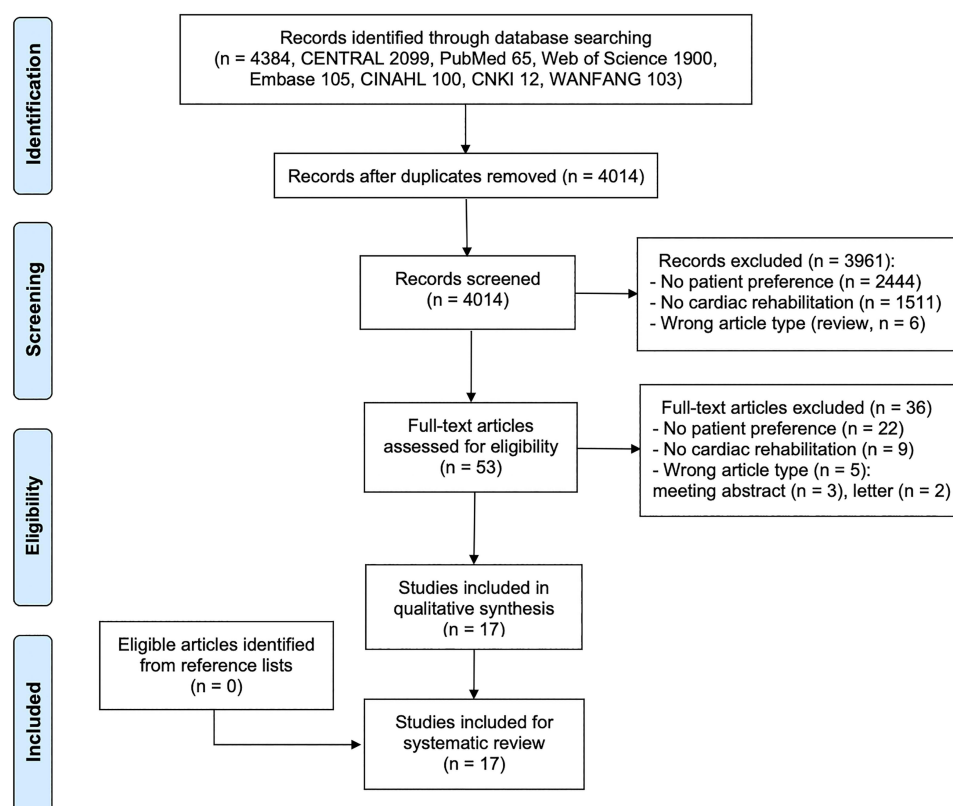 Identification
Records identified through database searching
(n = 4384, CENTRAL 2099, PubMed 65, Web of Science 1900,
Embase 105, CINAHL 100, CNKI 12, WANFANG 103)
Records after duplicates removed (n = 4014)
Screening
Records screened
(n = 4014)
Records excluded (n = 3961):
- No patient preference (n = 2444)
- No cardiac rehabilitation (n = 1511)
- Wrong article type (review, n = 6)
Eligibility
Full-text articles
assessed for eligibility
(n = 53)
Full-text articles excluded (n = 36)
- No patient preference (n = 22)
- No cardiac rehabilitation (n = 9)
- Wrong article type (n = 5):
meeting abstract (n = 3), letter (n = 2)
Studies included in
qualitative synthesis
(n = 17)
Included
Eligible articles identified
from reference lists
(n = 0)
Studies included for
systematic review
(n = 17)